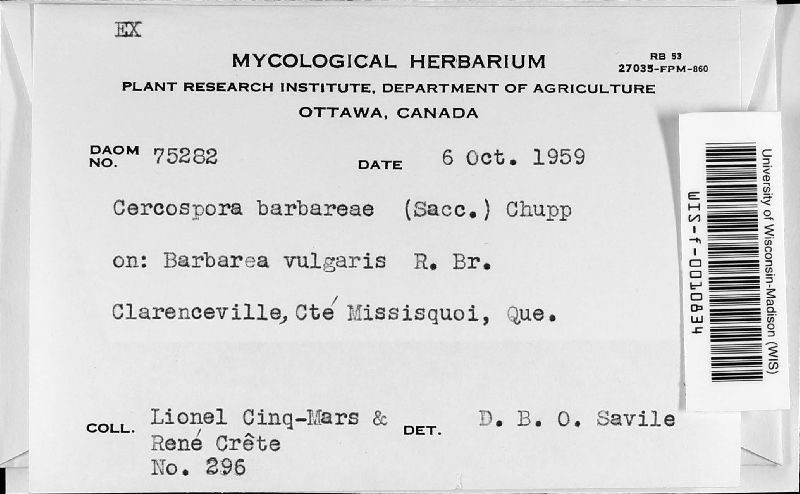 EX
MYCOLOGICAL HERBARIUM
RB 53
27035-FPM-860
PLANT RESEARCH INSTITUTE, DEPARTMENT OF AGRICULTURE
OTTAWA, CANADA
DAOM NO. 75282
DATE 6 Oct. 1959
Cercospora barbareae (Sacc.) Chupp
on: Barbarea vulgaris R. Br.
Clarenceville, Cté Missisquoi, Que.
COLL. Lionel Cinq-Mars &
René Crête
No. 296
DET. D. B. O. Savile
University of Wisconsin-Madison (WIS)
WIS-f-0010834